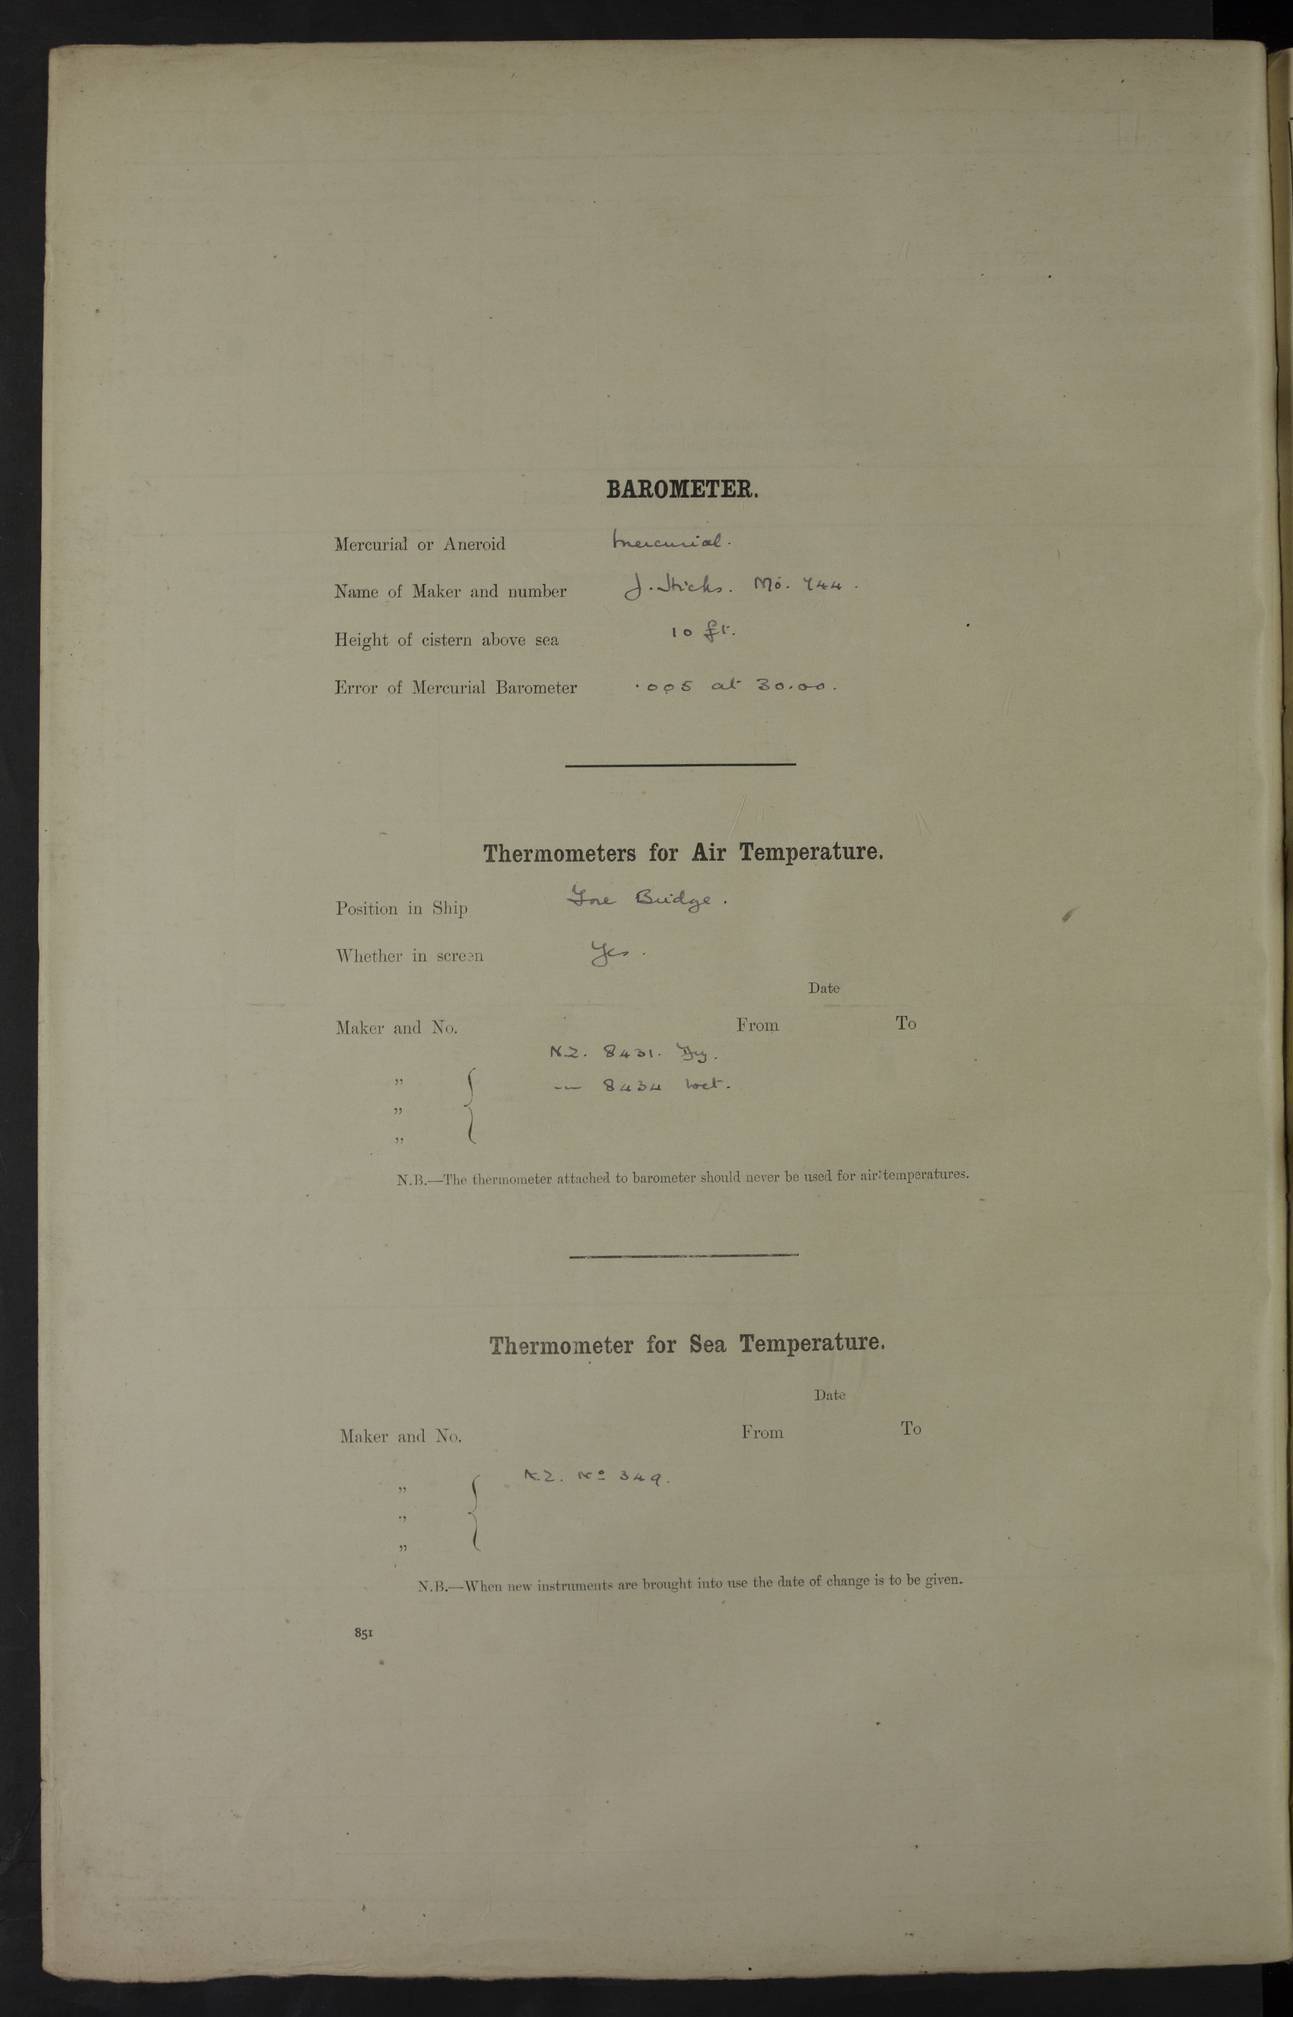 BAROMETER.
Mercurial or Aneroid Mercurial.
Name of Maker and number J. Hicks. Mo. 744.
Height of cistern above sea 10 ft.
Error of Mercurial Barometer .005 at 30.00.
Thermometers for Air Temperature.
Position in Ship Fore Bridge.
Whether in screen Yes.
Date
Maker and No. From To
N.Z. 8431. Dry.
" — 8434 Wet.
"
"
N.B.—The thermometer attached to barometer should never be used for air temperatures.
Thermometer for Sea Temperature.
Date
Maker and No. From To
" N.Z. No 349.
"
"
N.B.—When new instruments are brought into use the date of change is to be given.
851